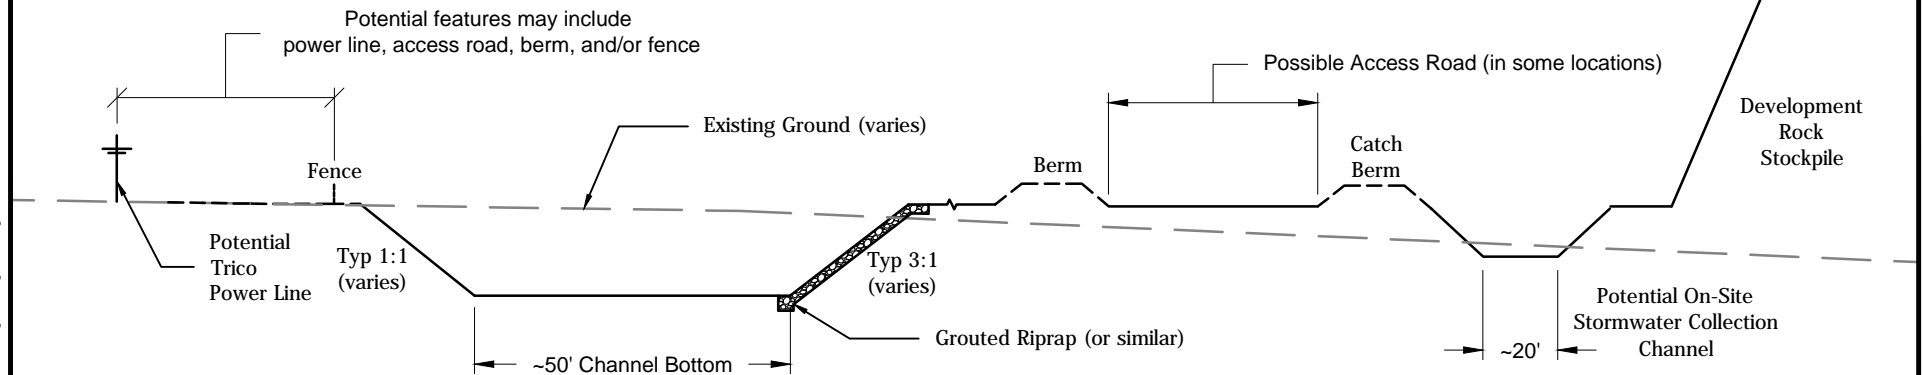 Potential features may include
power line, access road, berm, and/or fence
Possible Access Road (in some locations)
Existing Ground (varies)
Development
Rock
Stockpile
Fence
Berm
Catch
Berm
Potential
Trico
Power Line
Typ 1:1
(varies)
Typ 3:1
(varies)
Grouted Riprap (or similar)
Potential On-Site
Stormwater Collection
Channel
~50' Channel Bottom
~20'